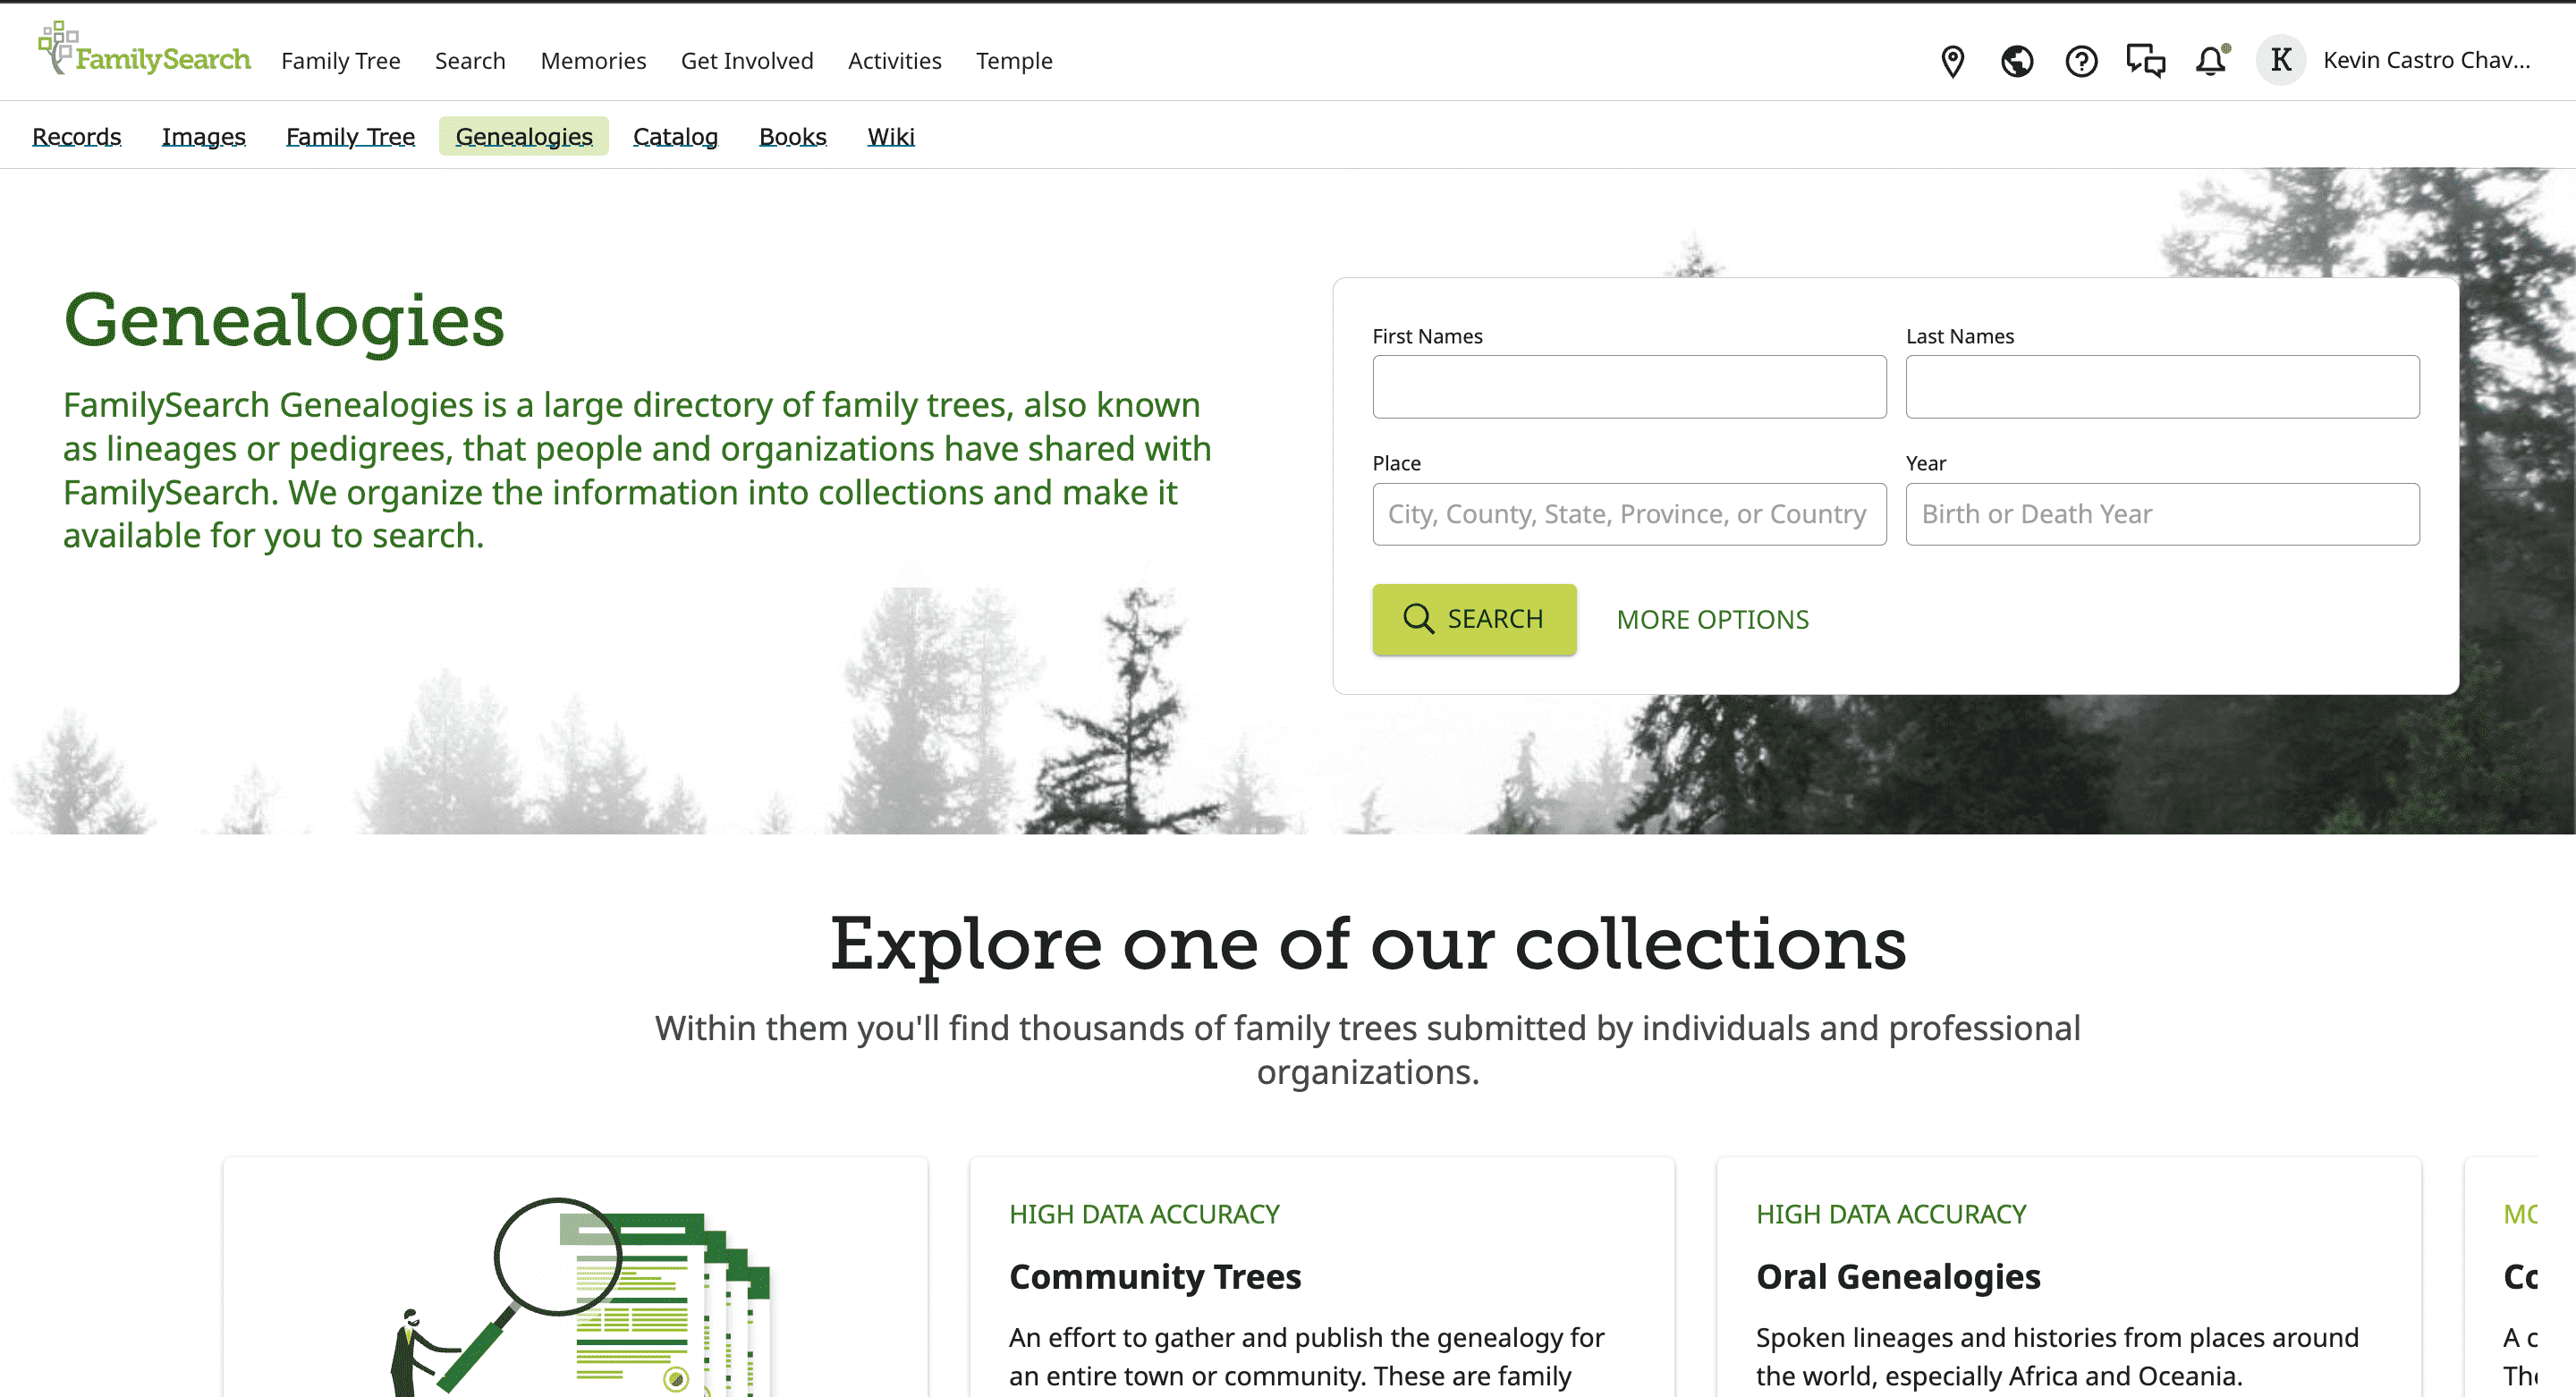 FamilySearch
Family Tree
Search
Memories
Get Involved
Activities
Temple
K
Kevin Castro Chav...
Records
Images
Family Tree
Genealogies
Catalog
Books
Wiki
Genealogies
FamilySearch Genealogies is a large directory of family trees, also known
as lineages or pedigrees, that people and organizations have shared with
FamilySearch. We organize the information into collections and make it
available for you to search.
First Names
Last Names
Place
Year
City, County, State, Province, or Country
Birth or Death Year
SEARCH
MORE OPTIONS
Explore one of our collections
Within them you'll find thousands of family trees submitted by individuals and professional
organizations.
HIGH DATA ACCURACY
Community Trees
An effort to gather and publish the genealogy for
an entire town or community. These are family
HIGH DATA ACCURACY
Oral Genealogies
Spoken lineages and histories from places around
the world, especially Africa and Oceania.